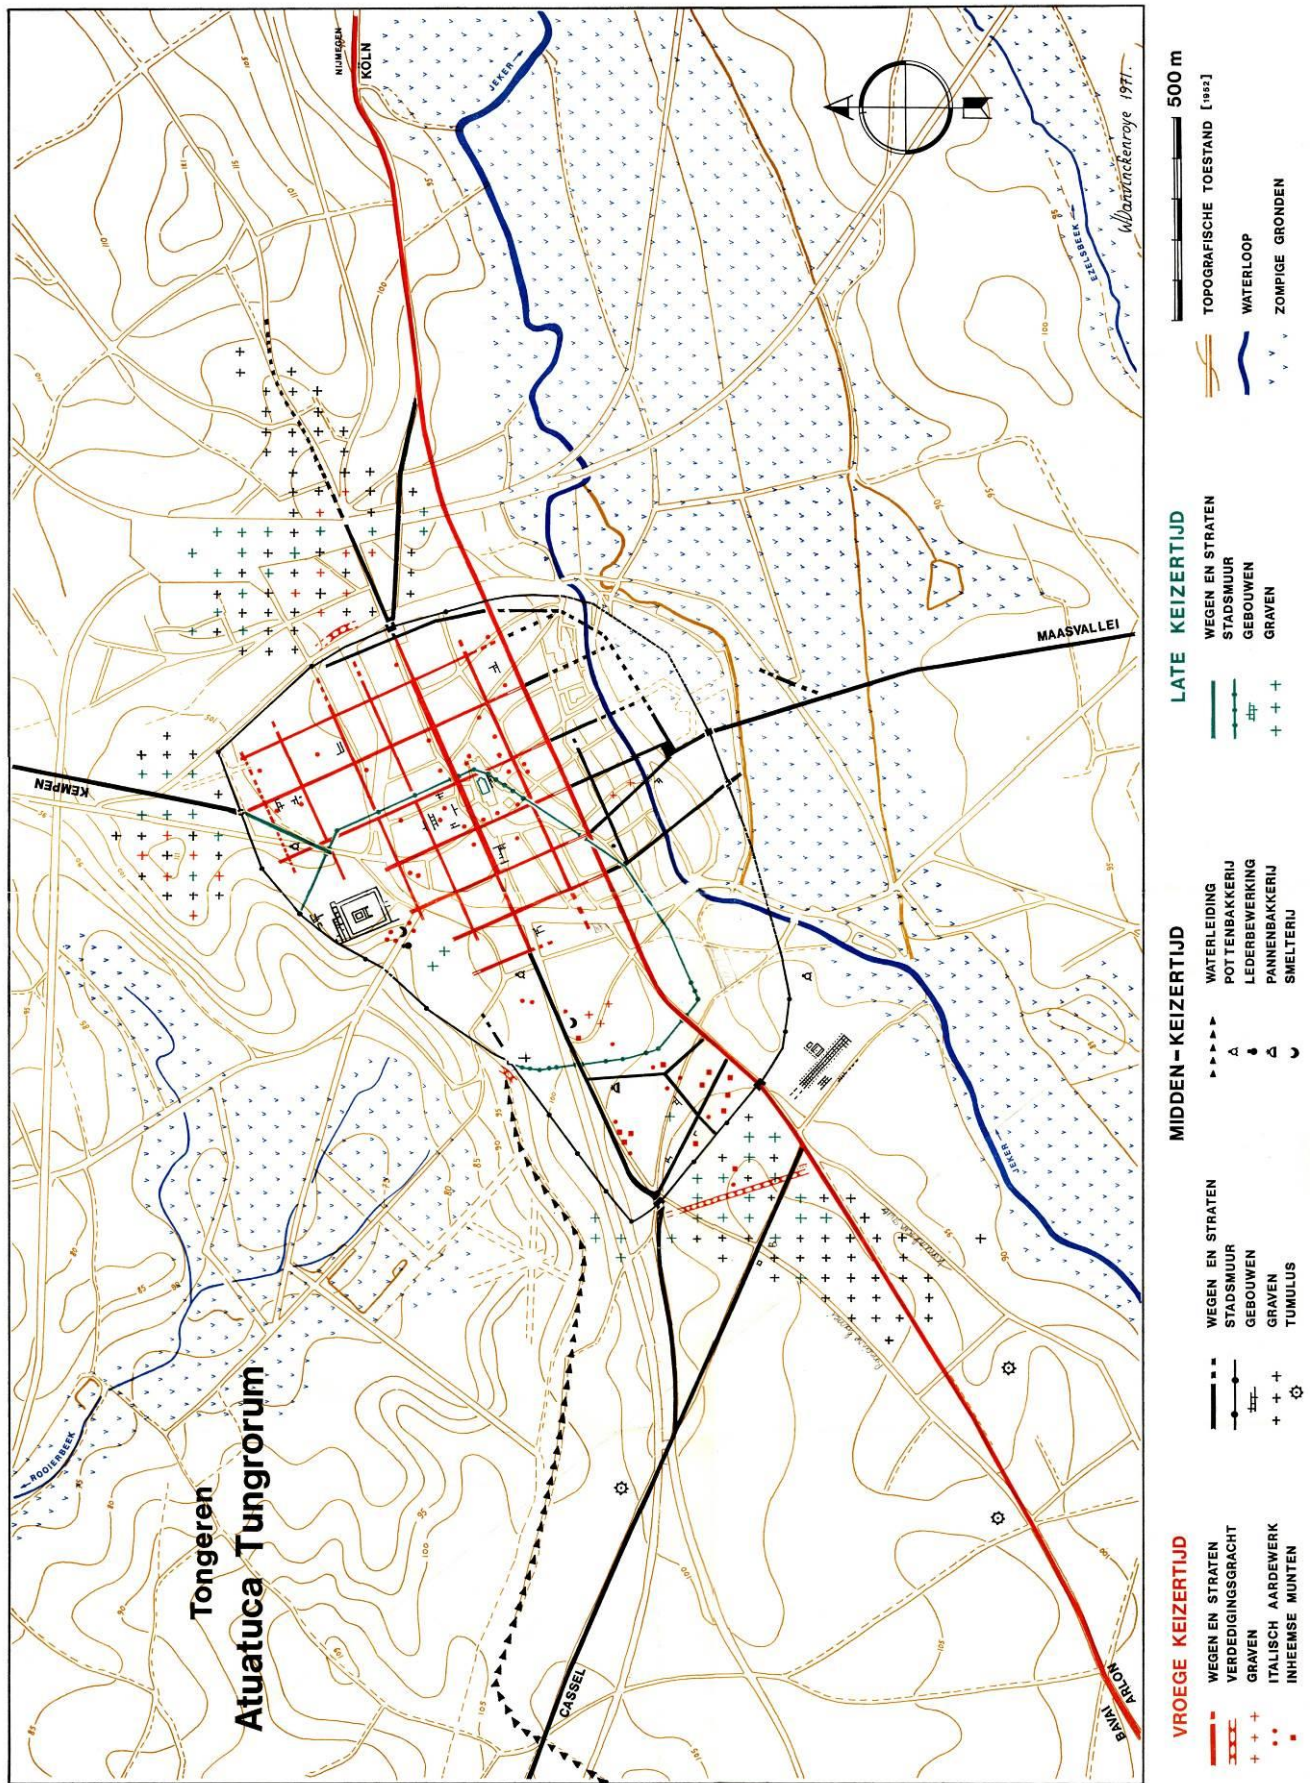 Tongeren
Atuatuca Tungrorum
ROOIERBEEK
KEMPEN
NIJMEGEN
KÖLN
JEKER
CASSEL
BAVAI
ARLON
JEKER
MAASVALLEI
EZELSBEEK
WVanvinckenroye 1971.
VROEGE KEIZERTIJD
WEGEN EN STRATEN
VERDEDIGINGSGRACHT
GRAVEN
ITALISCH AARDEWERK
INHEEMSE MUNTEN
MIDDEN-KEIZERTIJD
WEGEN EN STRATEN
STADSMUUR
GEBOUWEN
GRAVEN
TUMULUS
WATERLEIDING
POTTENBAKKERIJ
LEDERBEWERKING
PANNENBAKKERIJ
SMELTERIJ
LATE KEIZERTIJD
WEGEN EN STRATEN
STADSMUUR
GEBOUWEN
GRAVEN
500 m
TOPOGRAFISCHE TOESTAND [1952]
WATERLOOP
ZOMPIGE GRONDEN